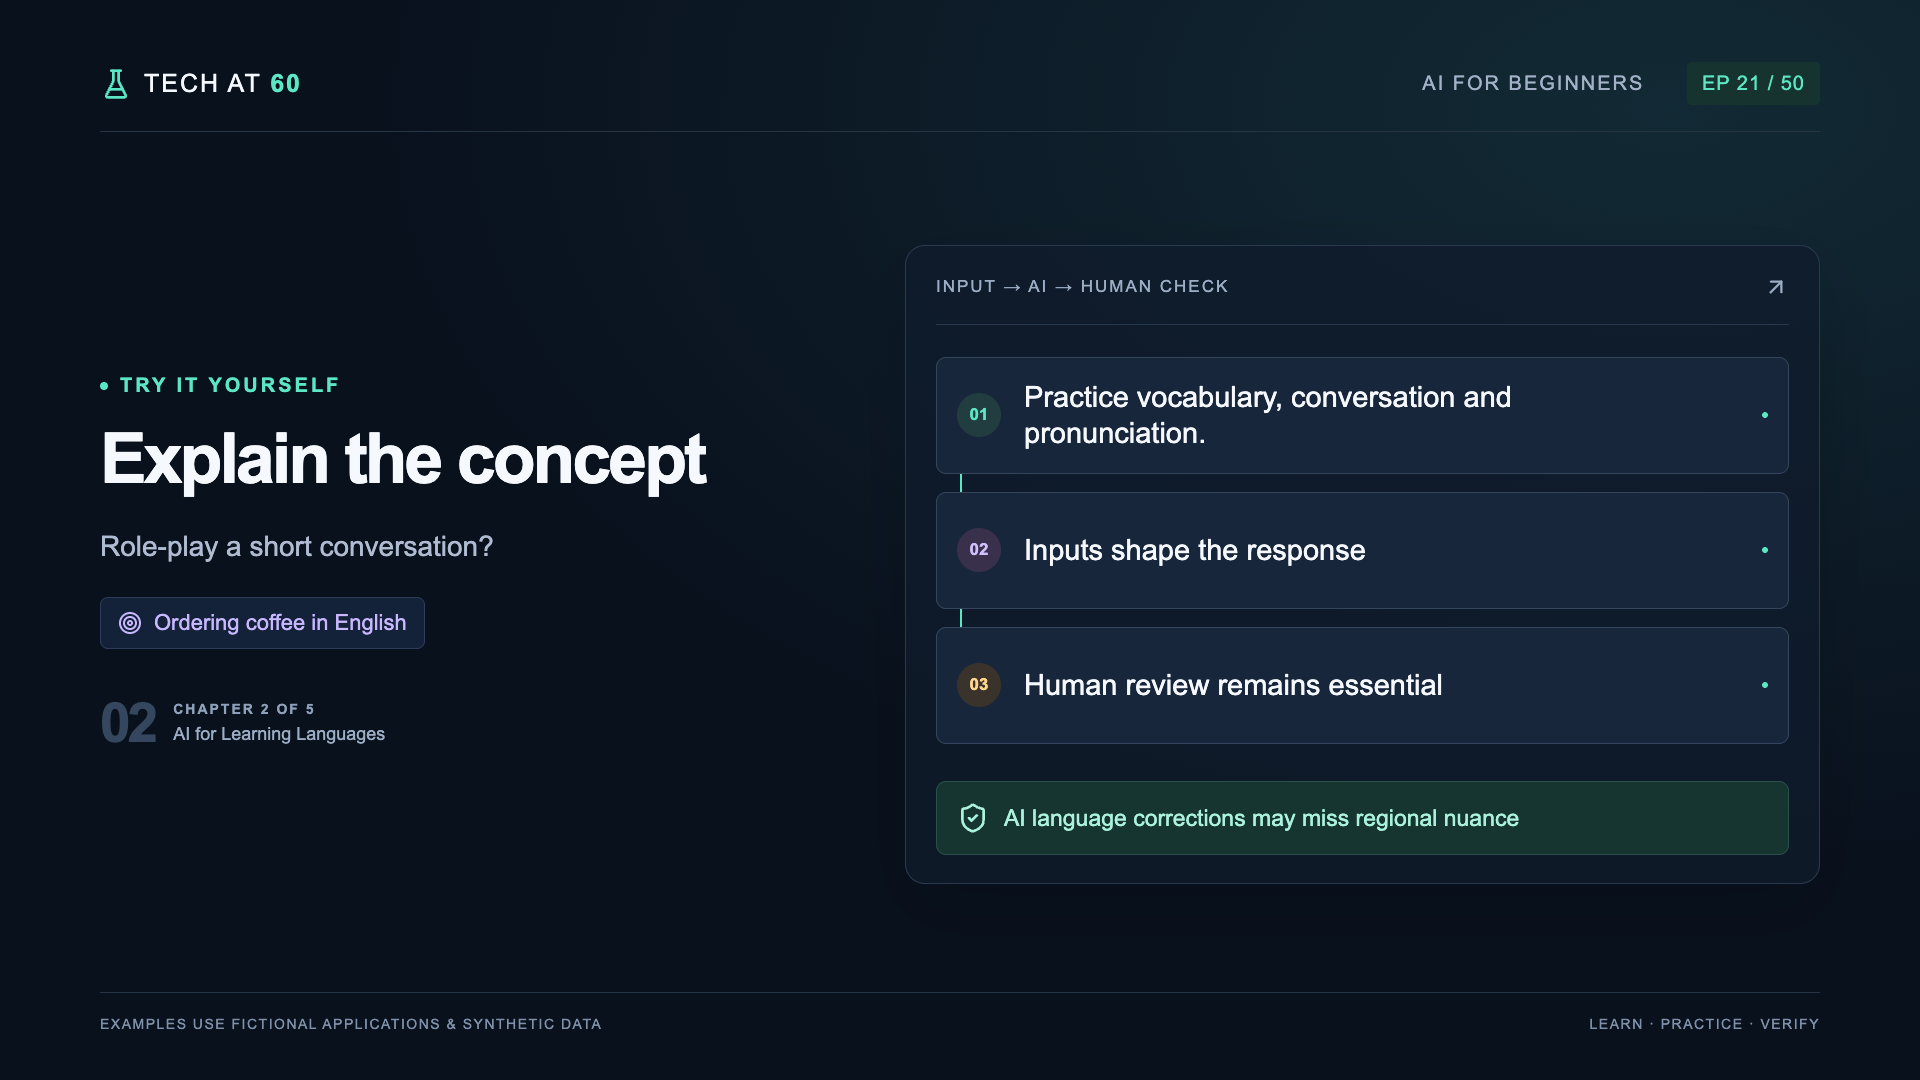 TECH AT 60
AI FOR BEGINNERS
EP 21 / 50
TRY IT YOURSELF
Explain the concept
Role-play a short conversation?
Ordering coffee in English
02
CHAPTER 2 OF 5
AI for Learning Languages
INPUT → AI → HUMAN CHECK
01
Practice vocabulary, conversation and
pronunciation.
02
Inputs shape the response
03
Human review remains essential
AI language corrections may miss regional nuance
EXAMPLES USE FICTIONAL APPLICATIONS & SYNTHETIC DATA
LEARN · PRACTICE · VERIFY